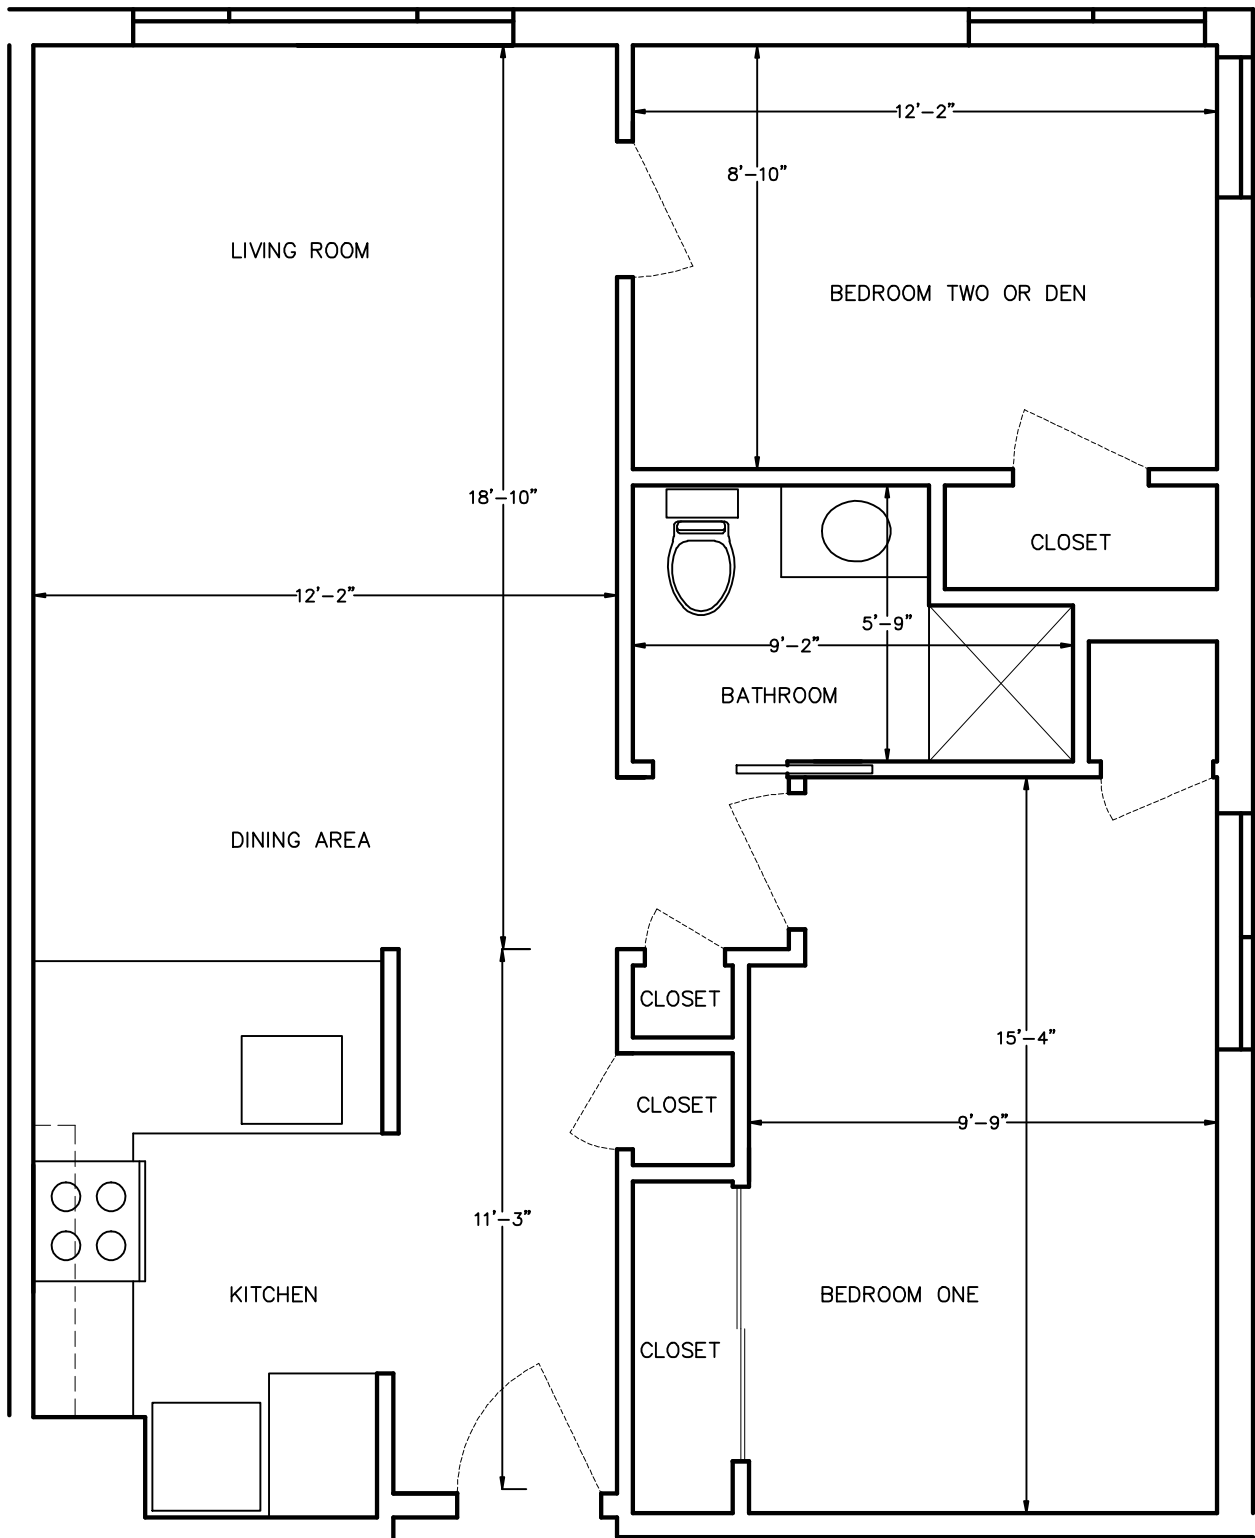 12'-2"
8'-10"
LIVING ROOM
BEDROOM TWO OR DEN
18'-10"
CLOSET
12'-2"
5'-9"
9'-2"
BATHROOM
DINING AREA
CLOSET
15'-4"
CLOSET
9'-9"
11'-3"
KITCHEN
BEDROOM ONE
CLOSET